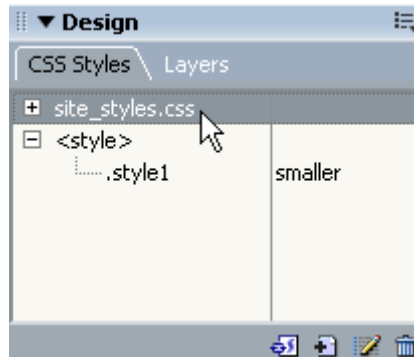 Design
CSS Styles Layers
site_styles.css
<style>
.style1 smaller